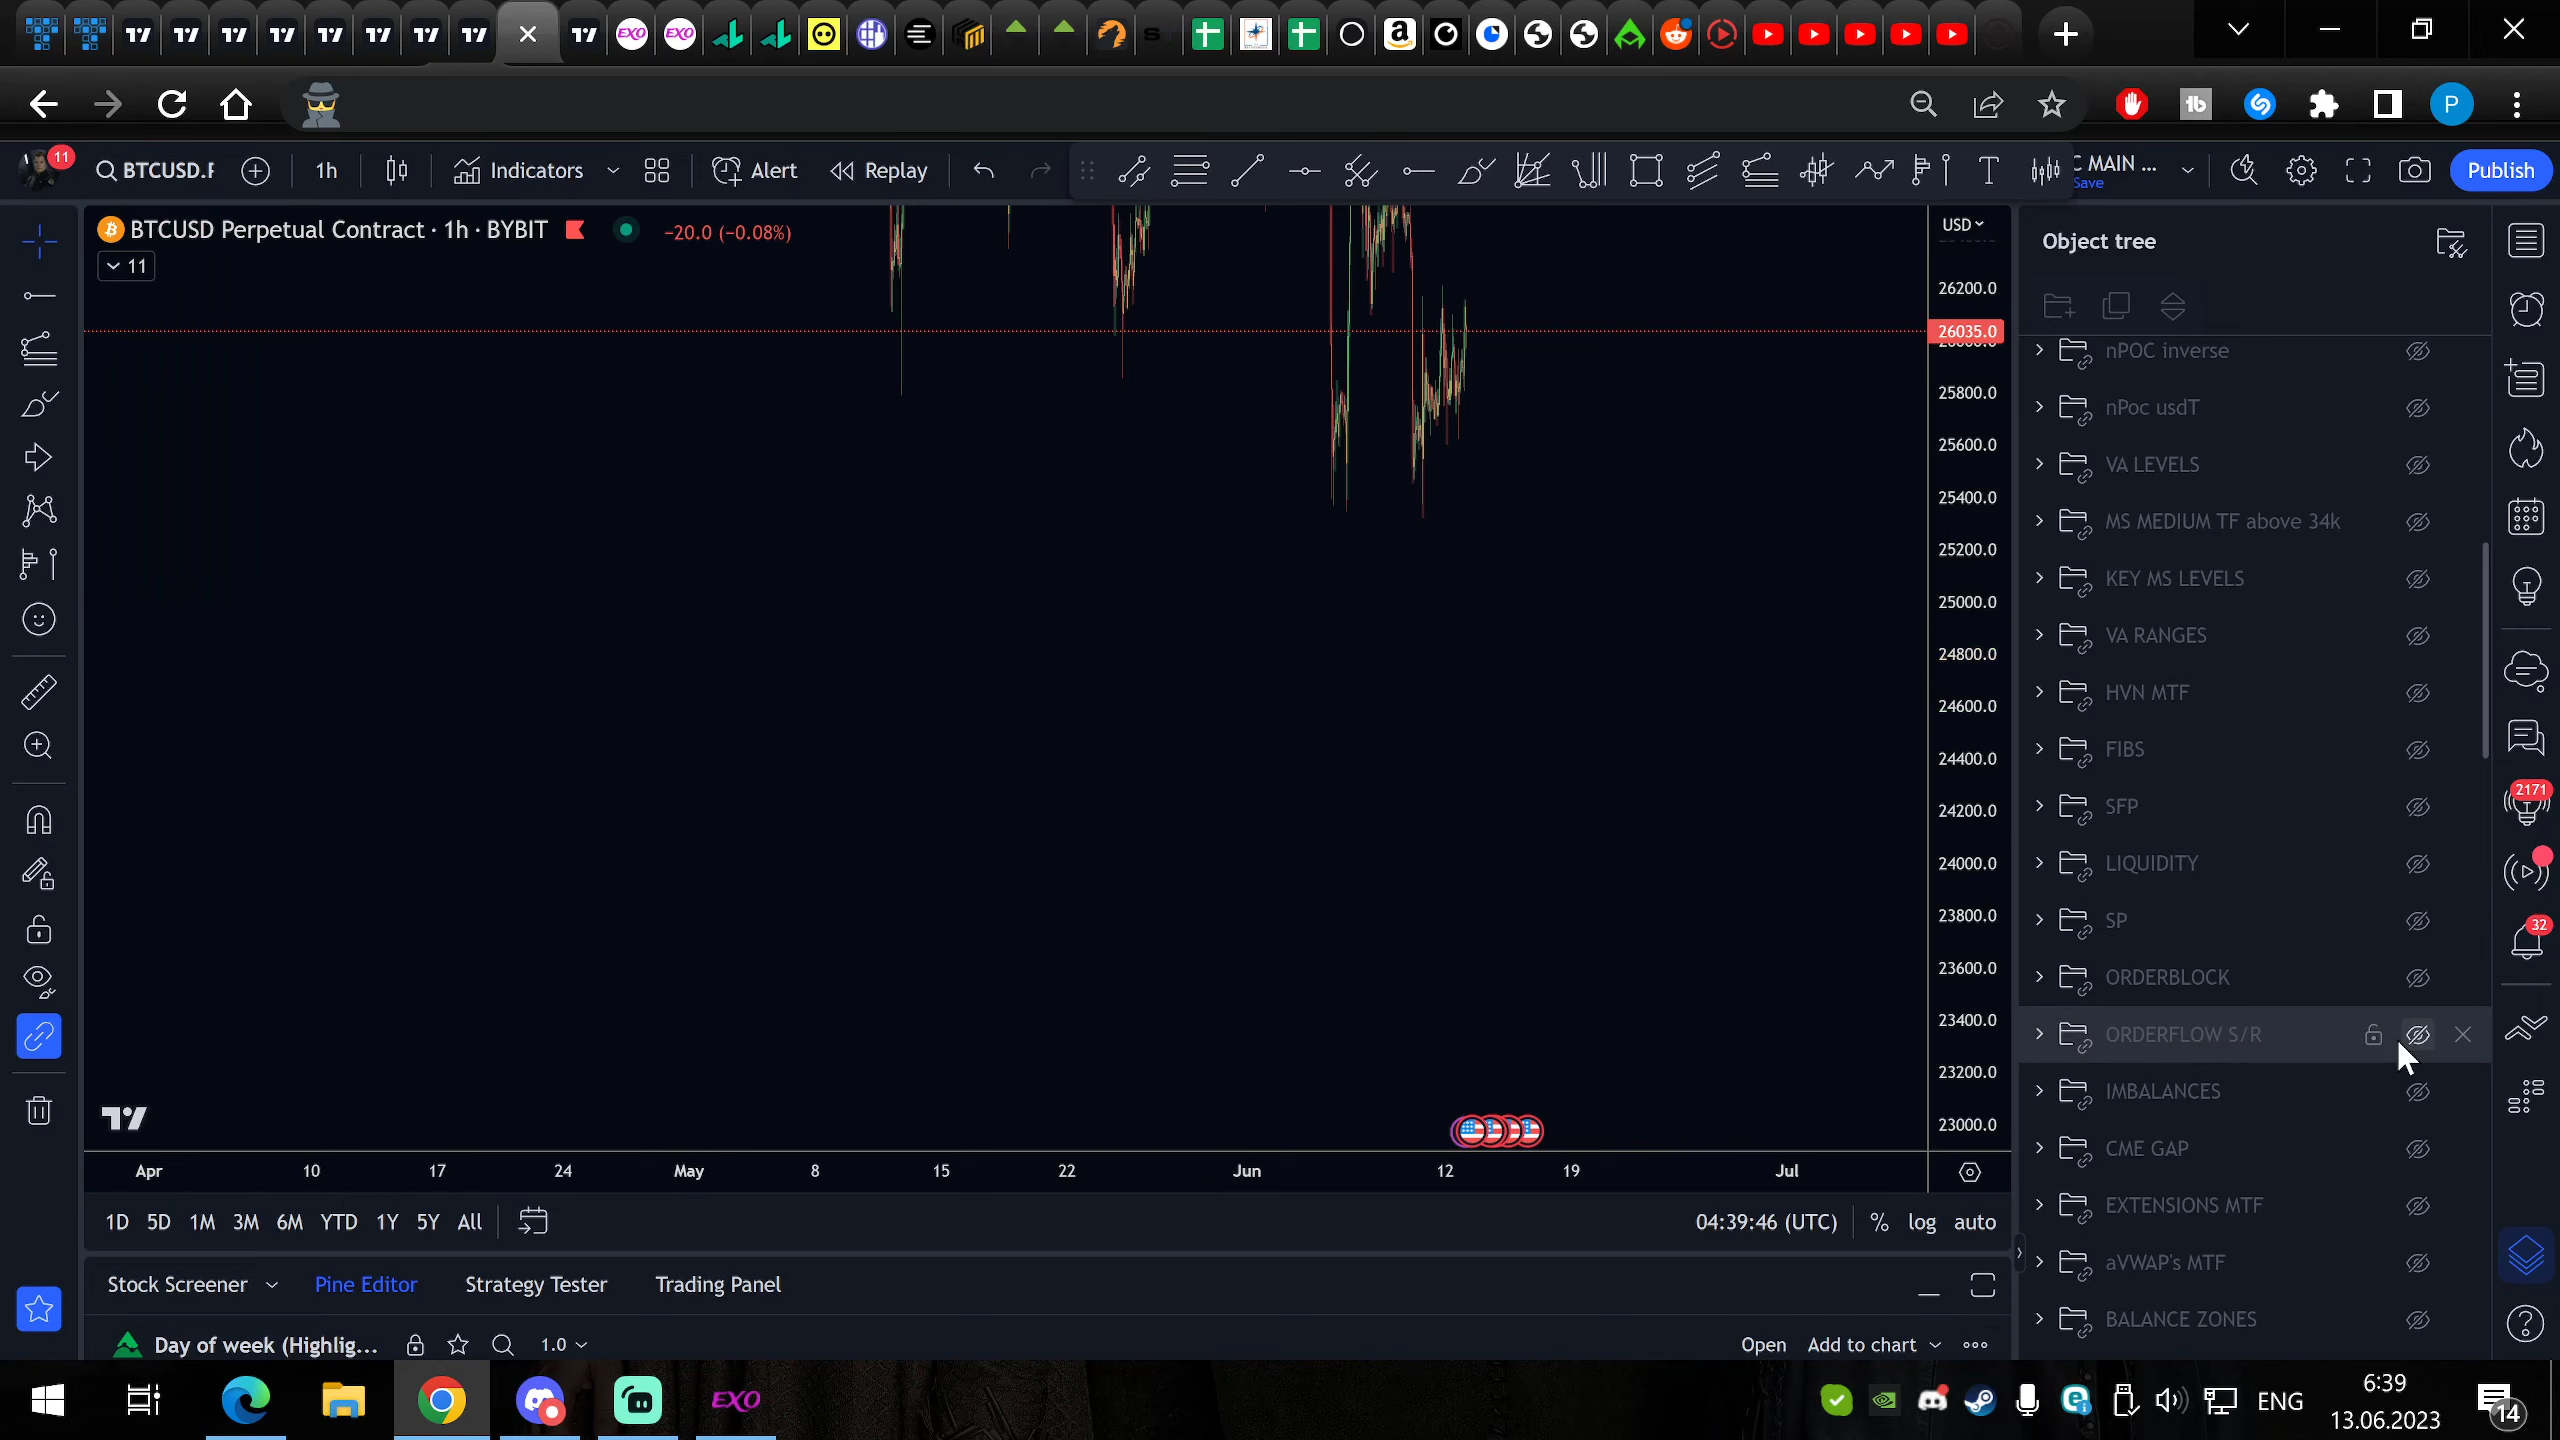 EXO
EXO
a
P
11
BTCUSD.F
1h
Indicators
Alert
Replay
C MAIN ...
Save
Publish
BTCUSD Perpetual Contract · 1h · BYBIT
−20.0 (−0.08%)
11
USD
26200.0
26035.0
25800.0
25600.0
25400.0
25200.0
25000.0
24800.0
24600.0
24400.0
24200.0
24000.0
23800.0
23600.0
23400.0
23200.0
23000.0
Apr
10
17
24
May
8
15
22
Jun
12
19
Jul
1D
5D
1M
3M
6M
YTD
1Y
5Y
All
04:39:46 (UTC)
%
log
auto
Stock Screener
Pine Editor
Strategy Tester
Trading Panel
Day of week (Highlig...
1.0
Open
Add to chart
Object tree
nPOC inverse
nPoc usdT
VA LEVELS
MS MEDIUM TF above 34k
KEY MS LEVELS
VA RANGES
HVN MTF
FIBS
SFP
LIQUIDITY
SP
ORDERBLOCK
ORDERFLOW S/R
IMBALANCES
CME GAP
EXTENSIONS MTF
aVWAP's MTF
BALANCE ZONES
2171
32
EXO
ENG
6:39
13.06.2023
14